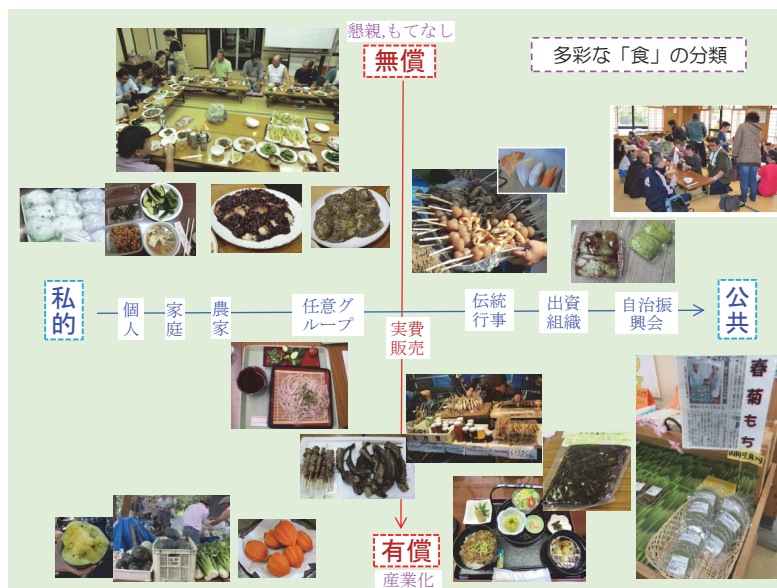 懇親,もてなし
無償
多彩な「食」の分類
私的
個人
家庭
農家
任意グループ
実費販売
伝統行事
出資組織
自治振興会
公共
春菊もち
有償
産業化